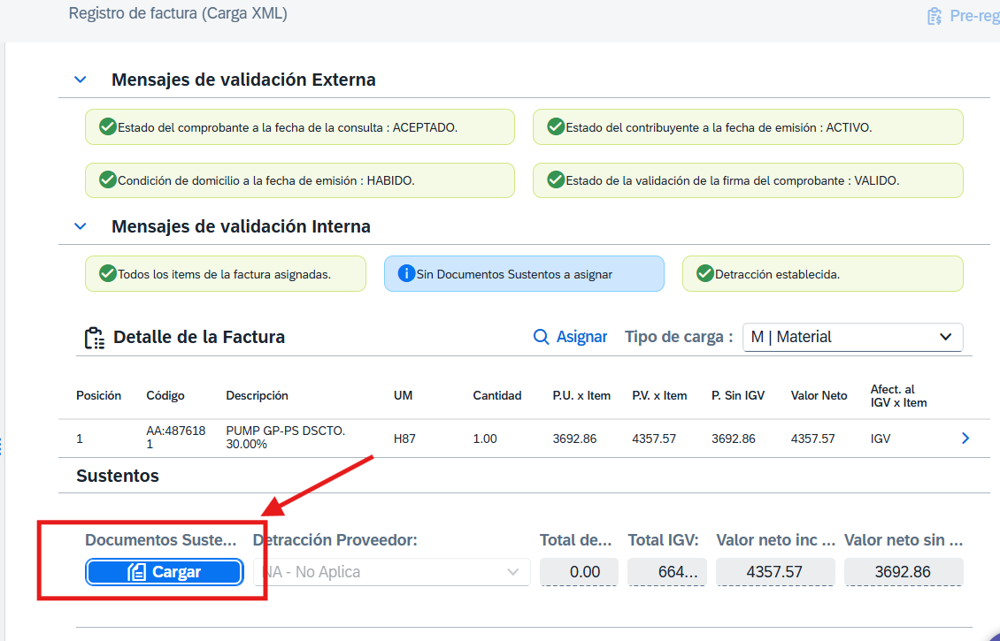 Registro de factura (Carga XML)
Pre-reg
Mensajes de validación Externa
Estado del comprobante a la fecha de la consulta : ACEPTADO.
Estado del contribuyente a la fecha de emisión : ACTIVO.
Condición de domicilio a la fecha de emisión : HABIDO.
Estado de la validación de la firma del comprobante : VALIDO.
Mensajes de validación Interna
Todos los items de la factura asignadas.
Sin Documentos Sustentos a asignar
Detracción establecida.
Detalle de la Factura
Asignar
Tipo de carga :
M | Material
Posición Código Descripción UM Cantidad P.U. x Item P.V. x Item P. Sin IGV Valor Neto Afect. al
IGV x Item
1 AA:487618 PUMP GP-PS DSCTO. H87 1.00 3692.86 4357.57 3692.86 4357.57 IGV
1 30.00%
Sustentos
Documentos Suste... Detracción Proveedor: Total de... Total IGV: Valor neto inc ... Valor neto sin ...
Cargar NA - No Aplica 0.00 664... 4357.57 3692.86